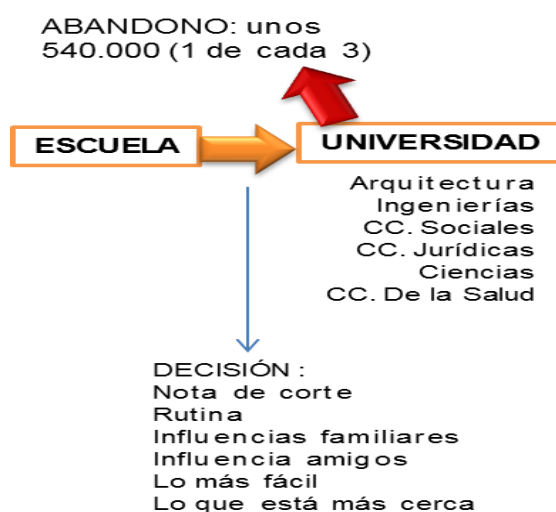 ABANDONO: unos
540.000 (1 de cada 3)
ESCUELA
UNIVERSIDAD
Arquitectura
Ingenierías
CC. Sociales
CC. Jurídicas
Ciencias
CC. De la Salud
DECISIÓN :
Nota de corte
Rutina
Influencias familiares
Influencia amigos
Lo más fácil
Lo que está más cerca